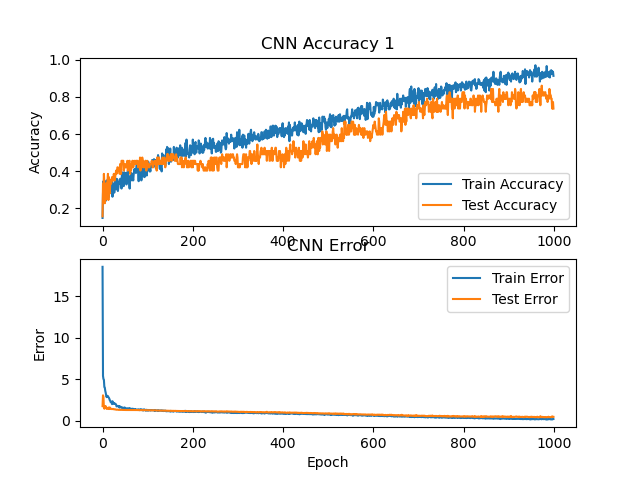 CNN Accuracy 1
1.0
0.8
0.6
0.4
0.2
Accuracy
Train Accuracy
Test Accuracy
0 200 400 600 800 1000
CNN Error
15
10
5
0
Error
Train Error
Test Error
0 200 400 600 800 1000
Epoch